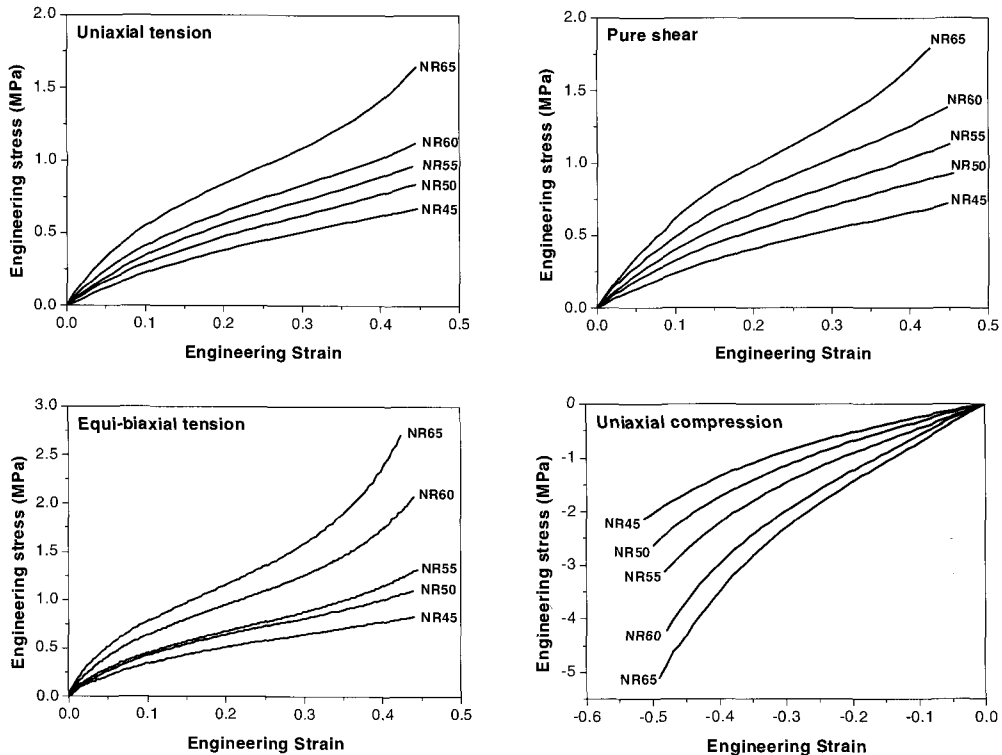 Uniaxial tension
Engineering stress (MPa)
2.0
1.5
1.0
0.5
0.0
NR65
NR60
NR55
NR50
NR45
0.0 0.1 0.2 0.3 0.4 0.5
Engineering Strain
Pure shear
Engineering stress (MPa)
2.0
1.5
1.0
0.5
0.0
NR65
NR60
NR55
NR50
NR45
0.0 0.1 0.2 0.3 0.4 0.5
Engineering Strain
Equi-biaxial tension
Engineering stress (MPa)
3.0
2.5
2.0
1.5
1.0
0.5
0.0
NR65
NR60
NR55
NR50
NR45
0.0 0.1 0.2 0.3 0.4 0.5
Engineering Strain
Uniaxial compression
Engineering stress (MPa)
0
-1
-2
-3
-4
-5
NR45
NR50
NR55
NR60
NR65
-0.6 -0.5 -0.4 -0.3 -0.2 -0.1 -0.0
Engineering Strain